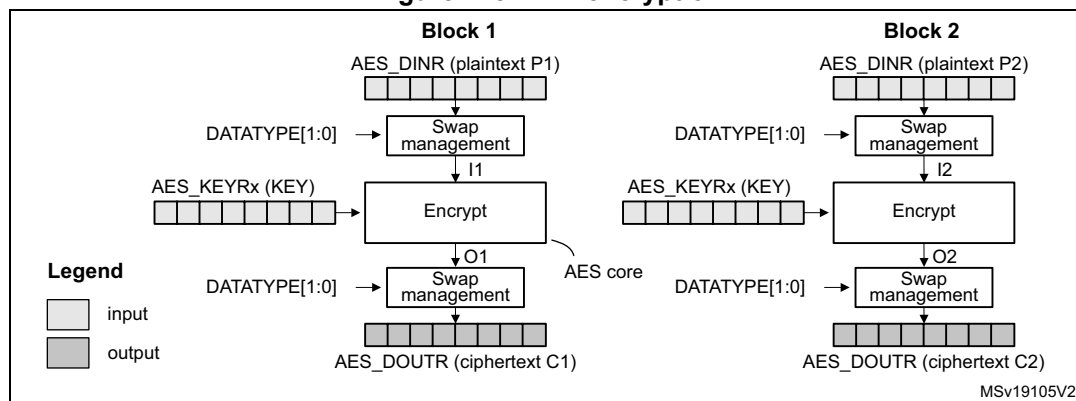 Block 1
AES_DINR (plaintext P1)
DATATYPE[1:0]
Swap
management
I1
AES_KEYRx (KEY)
Encrypt
O1
AES core
DATATYPE[1:0]
Swap
management
AES_DOUTR (ciphertext C1)
Block 2
AES_DINR (plaintext P2)
DATATYPE[1:0]
Swap
management
I2
AES_KEYRx (KEY)
Encrypt
O2
DATATYPE[1:0]
Swap
management
AES_DOUTR (ciphertext C2)
Legend
input
output
MSv19105V2